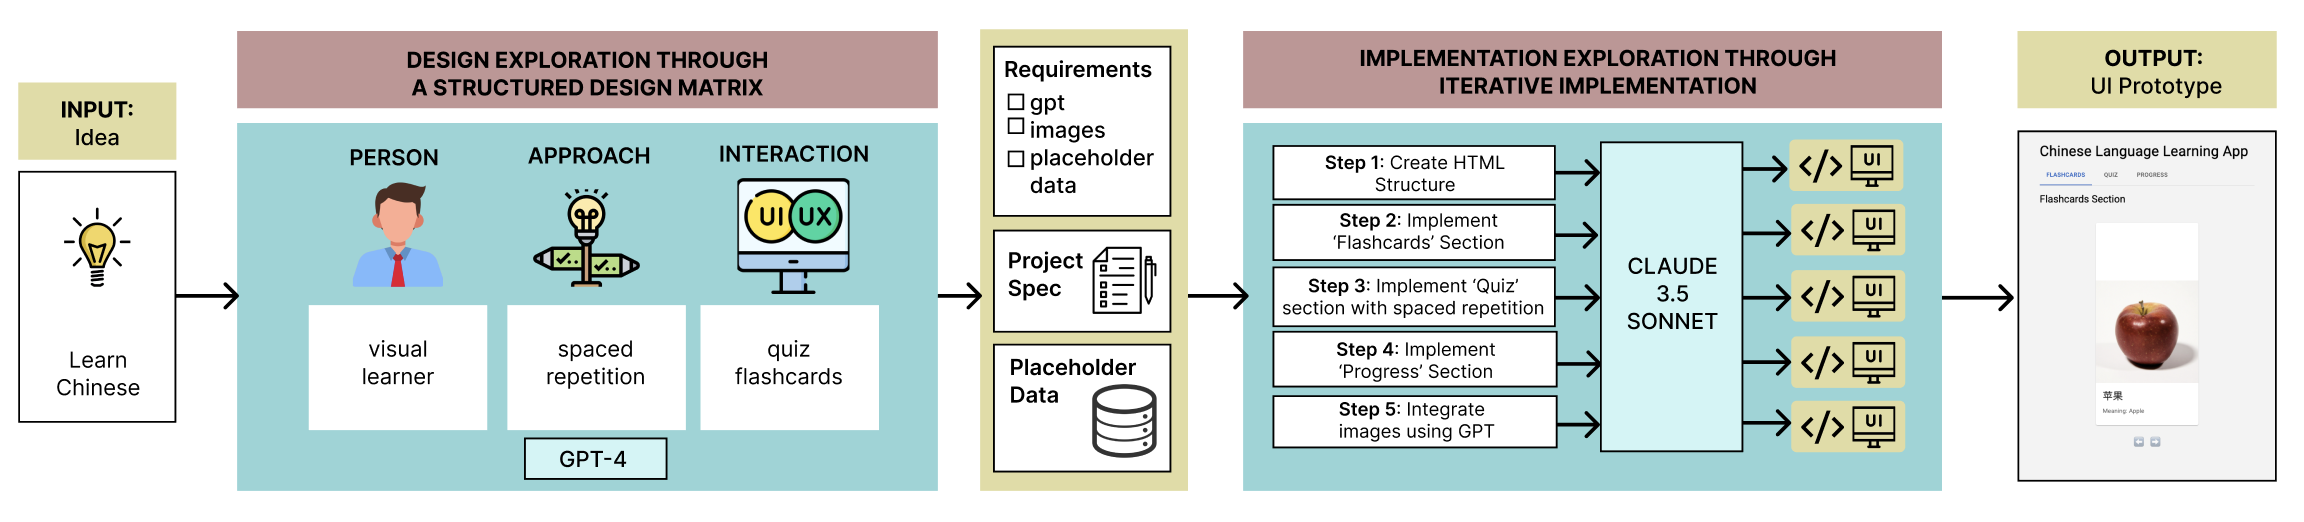 INPUT:
Idea
Learn
Chinese
DESIGN EXPLORATION THROUGH
A STRUCTURED DESIGN MATRIX
PERSON
APPROACH
INTERACTION
UI UX
visual
learner
spaced
repetition
quiz
flashcards
GPT-4
Requirements
gpt
images
placeholder
data
Project
Spec
Placeholder
Data
IMPLEMENTATION EXPLORATION THROUGH
ITERATIVE IMPLEMENTATION
Step 1: Create HTML
Structure
Step 2: Implement
‘Flashcards’ Section
Step 3: Implement ‘Quiz’
section with spaced repetition
Step 4: Implement
‘Progress’ Section
Step 5: Integrate
images using GPT
CLAUDE
3.5
SONNET
</> UI
</> UI
</> UI
</> UI
</> UI
OUTPUT:
UI Prototype
Chinese Language Learning App
FLASHCARDS QUIZ PROGRESS
Flashcards Section
苹果
Meaning: Apple